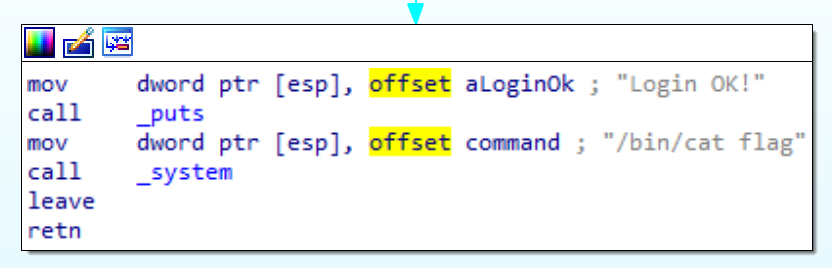 mov     dword ptr [esp], offset aLoginOk ; "Login OK!"
call    _puts
mov     dword ptr [esp], offset command ; "/bin/cat flag"
call    _system
leave
retn